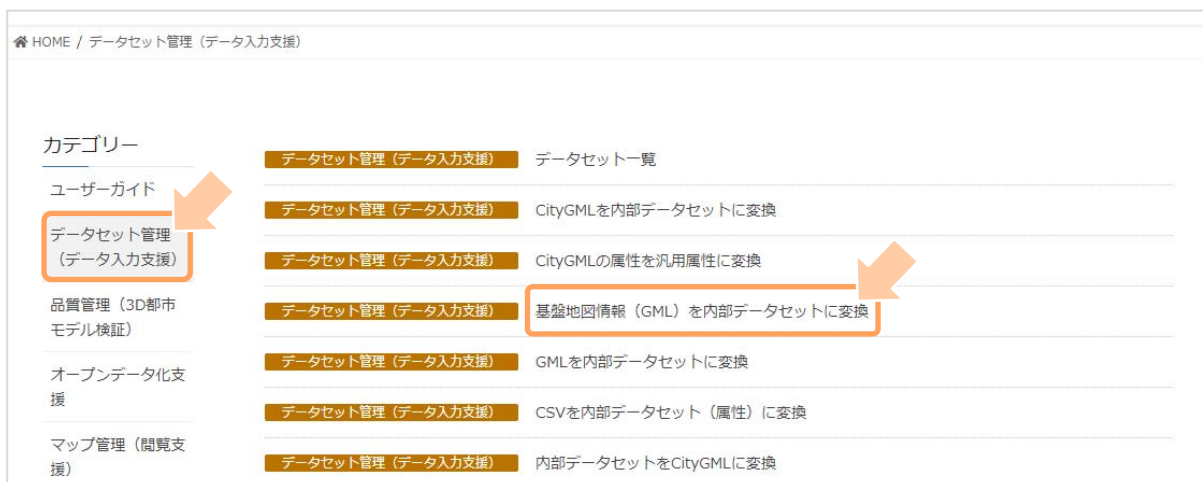 HOME / データセット管理（データ入力支援）
カテゴリー
ユーザーガイド
データセット管理
（データ入力支援）
品質管理（3D都市
モデル検証）
オープンデータ化支
援
マップ管理（閲覧支
援）
データセット管理（データ入力支援） データセット一覧
データセット管理（データ入力支援） CityGMLを内部データセットに変換
データセット管理（データ入力支援） CityGMLの属性を汎用属性に変換
データセット管理（データ入力支援） 基盤地図情報（GML）を内部データセットに変換
データセット管理（データ入力支援） GMLを内部データセットに変換
データセット管理（データ入力支援） CSVを内部データセット（属性）に変換
データセット管理（データ入力支援） 内部データセットをCityGMLに変換